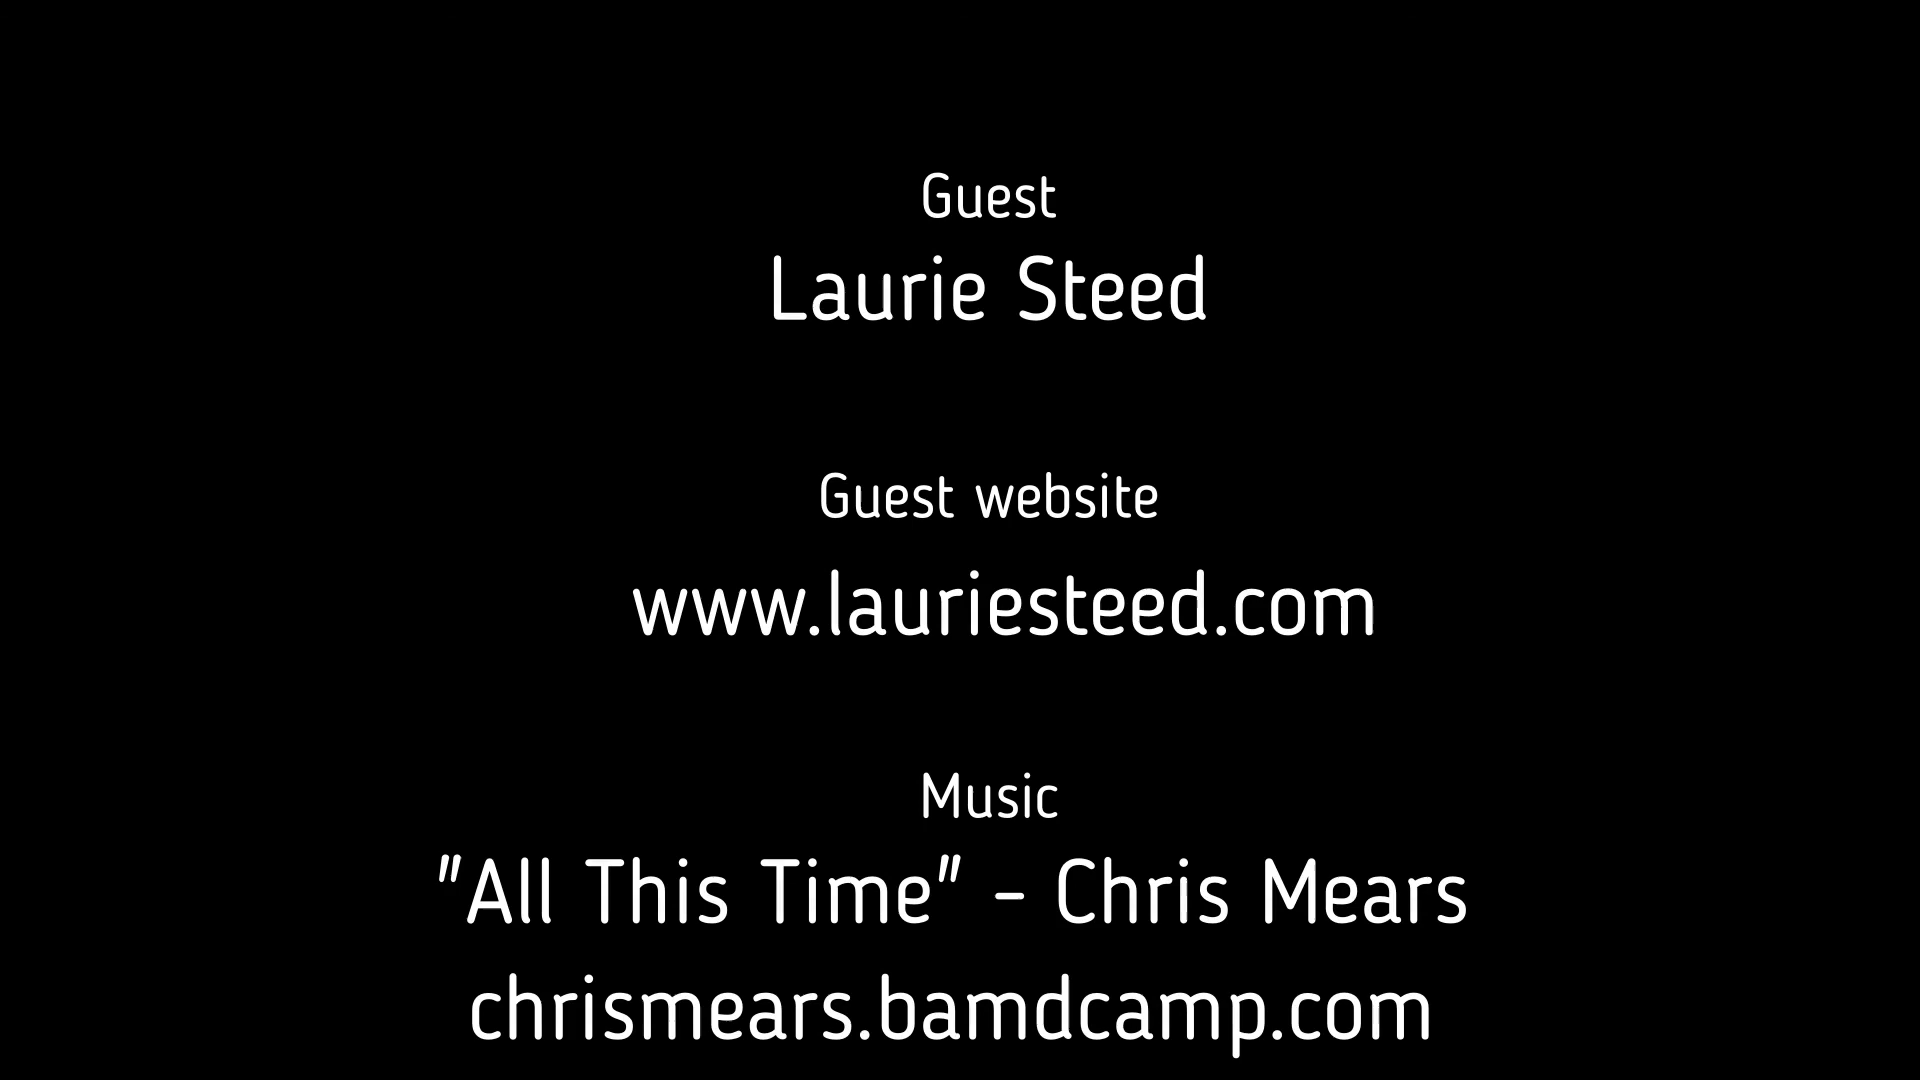 Guest
Laurie Steed
Guest website
www.lauriesteed.com
Music
"All This Time" - Chris Mears
chrismears.bamdcamp.com